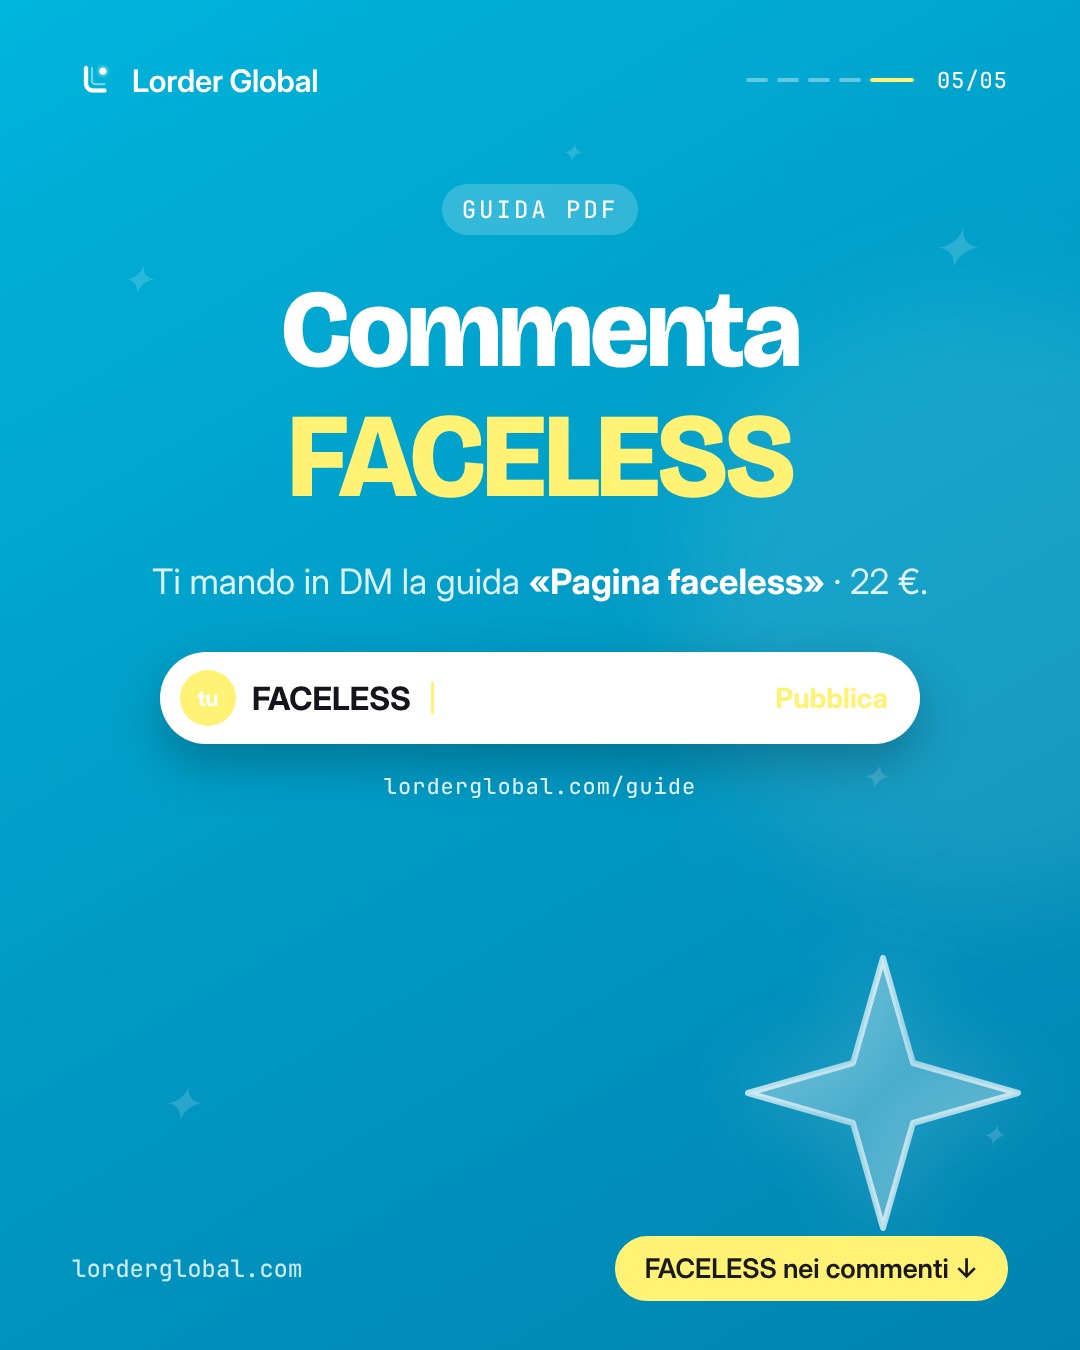 Lorder Global
05/05
GUIDA PDF
Commenta
FACELESS
Ti mando in DM la guida «Pagina faceless» · 22 €.
tu FACELESS Pubblica
lorderglobal.com/guide
lorderglobal.com
FACELESS nei commenti ↓